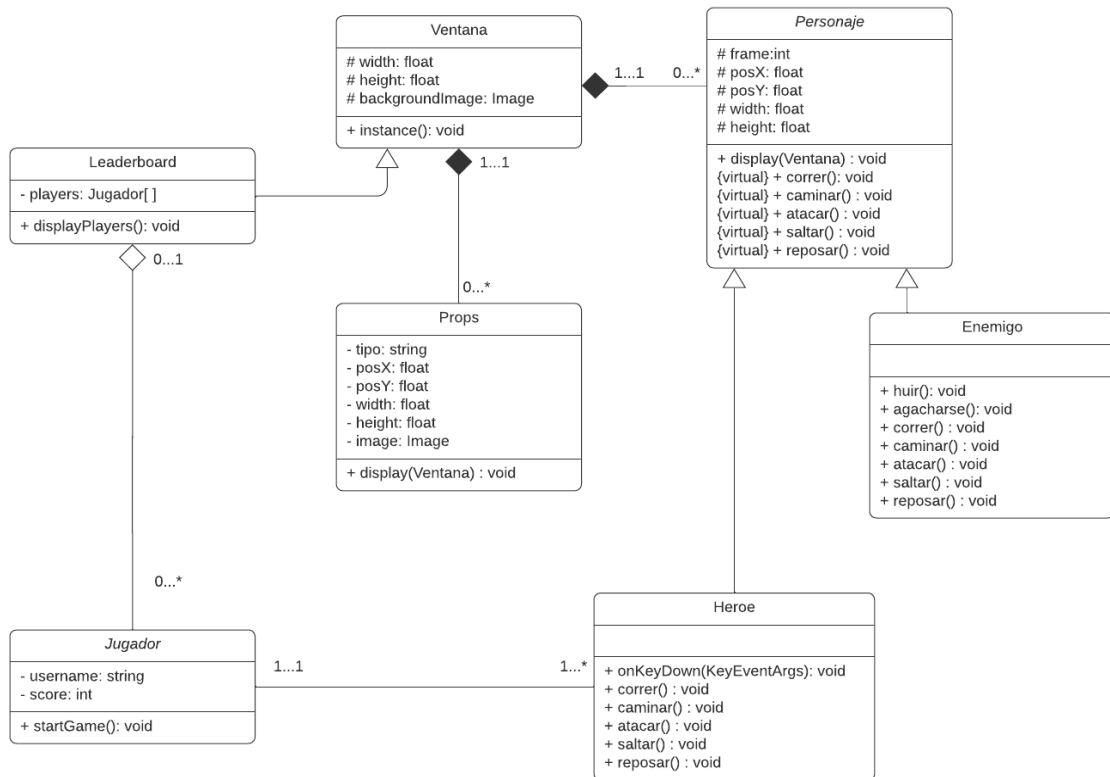 Ventana
# width: float
# height: float
# backgroundImage: Image
+ instance(): void
1...1
0...*
Personaje
# frame:int
# posX: float
# posY: float
# width: float
# height: float
+ display(Ventana) : void
{virtual} + correr(): void
{virtual} + caminar() : void
{virtual} + atacar() : void
{virtual} + saltar() : void
{virtual} + reposar() : void
Leaderboard
- players: Jugador[ ]
+ displayPlayers(): void
0...1
1...1
0...*
Props
- tipo: string
- posX: float
- posY: float
- width: float
- height: float
- image: Image
+ display(Ventana) : void
Enemigo
+ huir(): void
+ agacharse(): void
+ correr() : void
+ caminar() : void
+ atacar() : void
+ saltar() : void
+ reposar() : void
0...*
Jugador
- username: string
- score: int
+ startGame(): void
1...1
1...*
Heroe
+ onKeyDown(KeyEventArgs): void
+ correr() : void
+ caminar() : void
+ atacar() : void
+ saltar() : void
+ reposar() : void